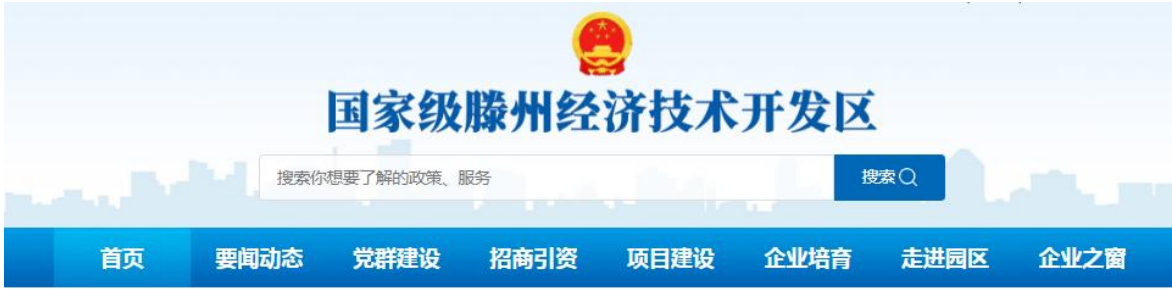 国家级滕州经济技术开发区
搜索你想要了解的政策、服务 搜索
首页 要闻动态 党群建设 招商引资 项目建设 企业培育 走进园区 企业之窗